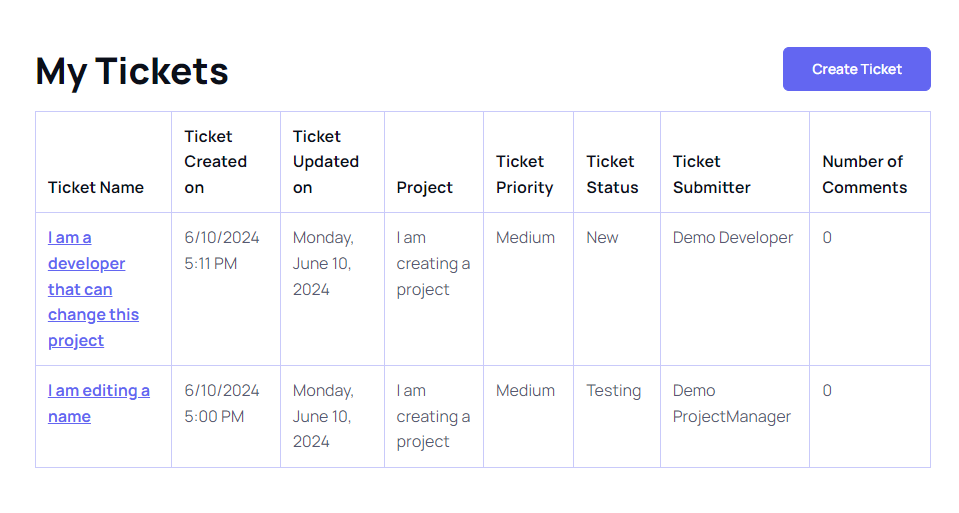 My Tickets
Create Ticket
Ticket Name
Ticket
Created
on
Ticket
Updated
on
Project
Ticket
Priority
Ticket
Status
Ticket
Submitter
Number of
Comments
I am a
developer
that can
change this
project
6/10/2024
5:11 PM
Monday,
June 10,
2024
I am
creating a
project
Medium
New
Demo Developer
0
I am editing a
name
6/10/2024
5:00 PM
Monday,
June 10,
2024
I am
creating a
project
Medium
Testing
Demo
ProjectManager
0